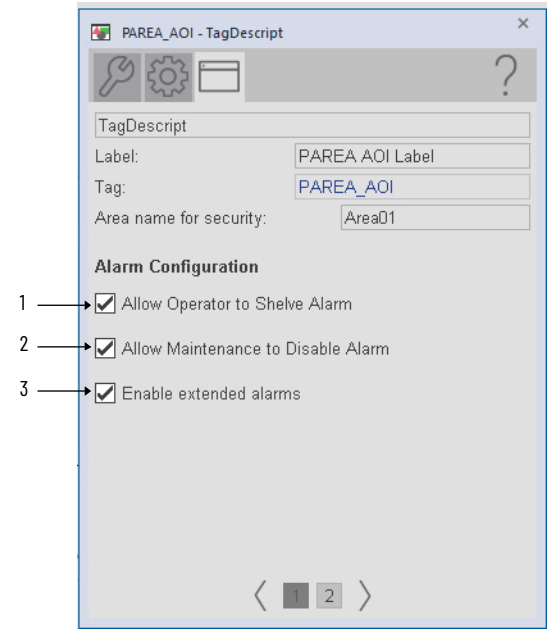 PAREA_AOI - TagDescript ×
?
TagDescript
Label: PAREA AOI Label
Tag: PAREA_AOI
Area name for security: Area01
Alarm Configuration
1 Allow Operator to Shelve Alarm
2 Allow Maintenance to Disable Alarm
3 Enable extended alarms
1 2